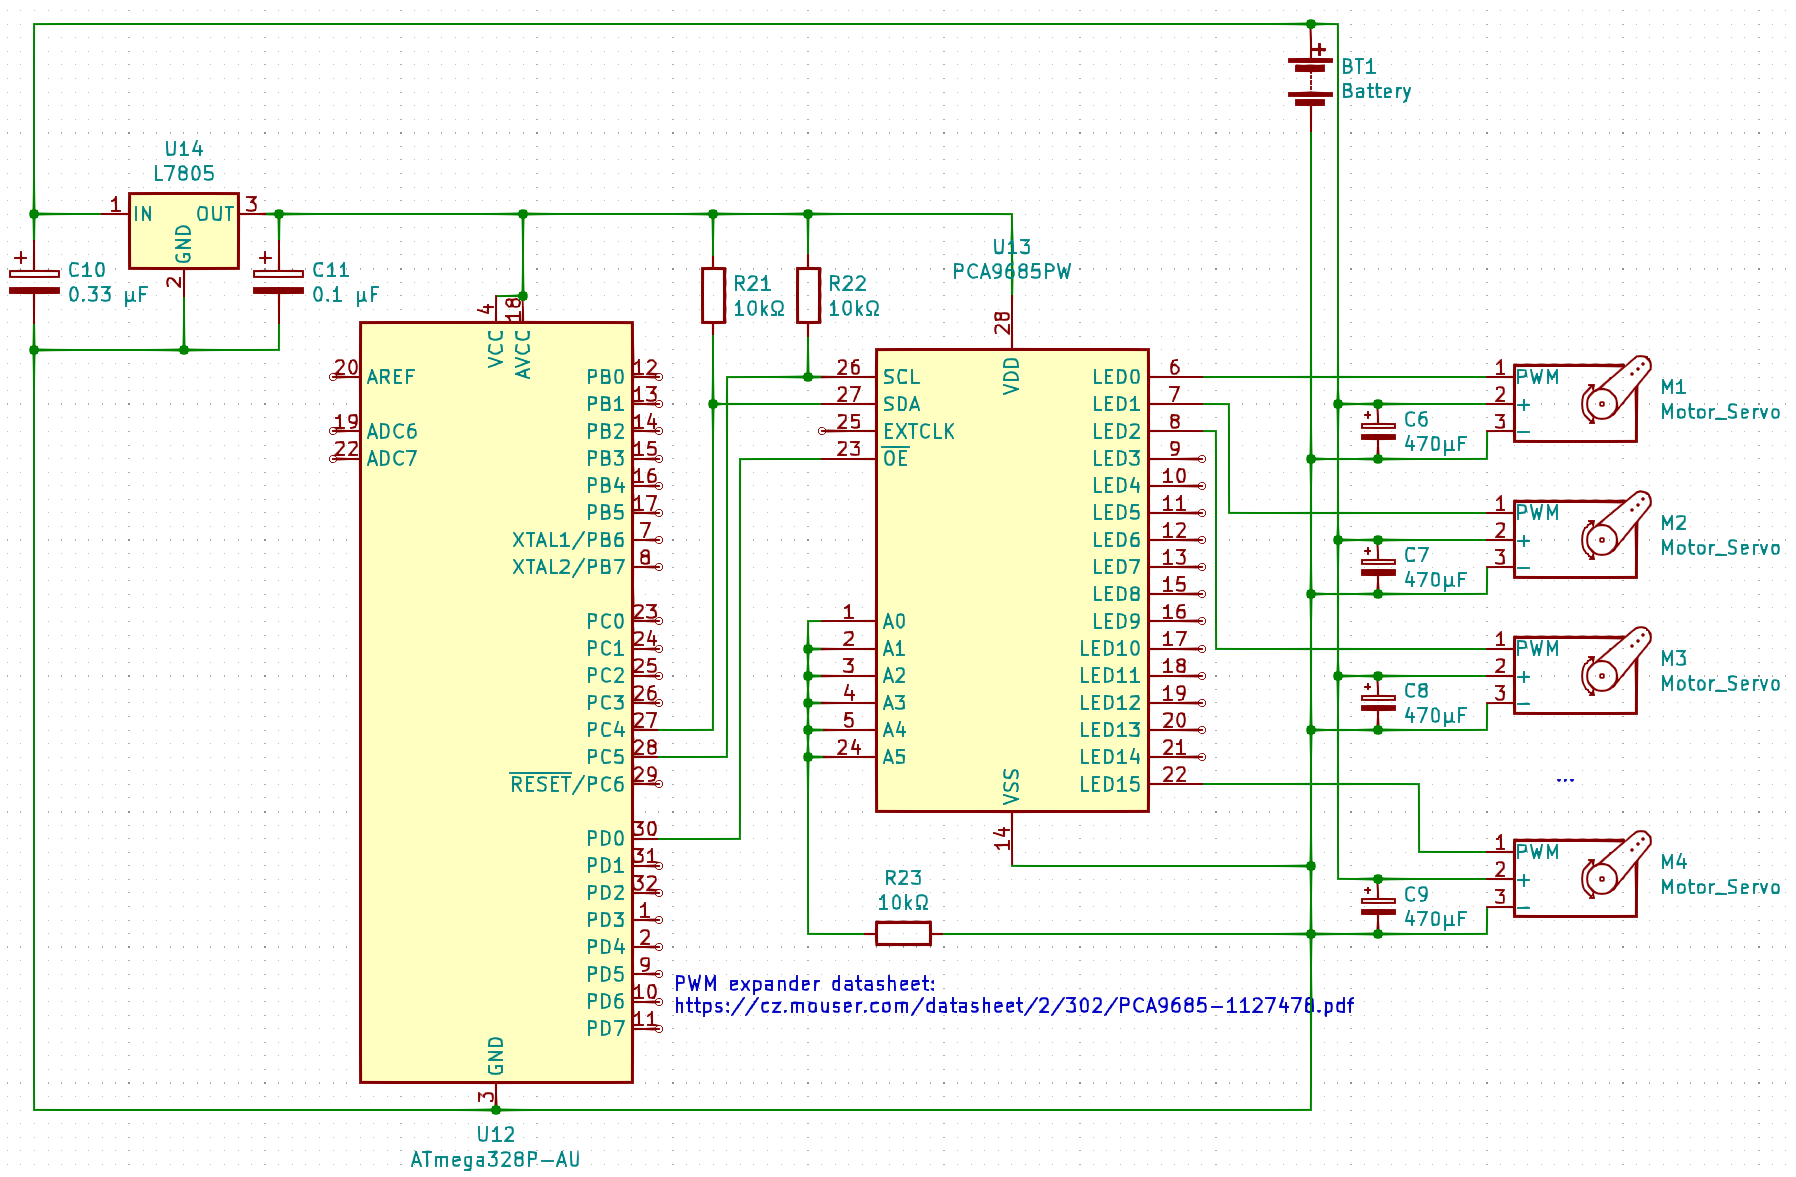 BT1
Battery
U14
L7805
1 IN OUT 3
GND
2
+ C10
0.33 µF
+ C11
0.1 µF
U13
PCA9685PW
R21
10kΩ
R22
10kΩ
4 18
VCC AVCC
20 AREF
19 ADC6
22 ADC7
PB0 12
PB1 13
PB2 14
PB3 15
PB4 16
PB5 17
XTAL1/PB6 7
XTAL2/PB7 8
PC0 23
PC1 24
PC2 25
PC3 26
PC4 27
PC5 28
RESET/PC6 29
PD0 30
PD1 31
PD2 32
PD3 1
PD4 2
PD5 9
PD6 10
PD7 11
GND
3
U12
ATmega328P-AU
28
VDD
26 SCL
27 SDA
25 EXTCLK
23 OE
1 A0
2 A1
3 A2
4 A3
5 A4
24 A5
LED0 6
LED1 7
LED2 8
LED3 9
LED4 10
LED5 11
LED6 12
LED7 13
LED8 15
LED9 16
LED10 17
LED11 18
LED12 19
LED13 20
LED14 21
LED15 22
VSS
14
R23
10kΩ
PWM expander datasheet:
https://cz.mouser.com/datasheet/2/302/PCA9685-1127478.pdf
+ C6
470µF
1 PWM
2 +
3 -
M1
Motor_Servo
+ C7
470µF
1 PWM
2 +
3 -
M2
Motor_Servo
+ C8
470µF
1 PWM
2 +
3 -
M3
Motor_Servo
...
+ C9
470µF
1 PWM
2 +
3 -
M4
Motor_Servo